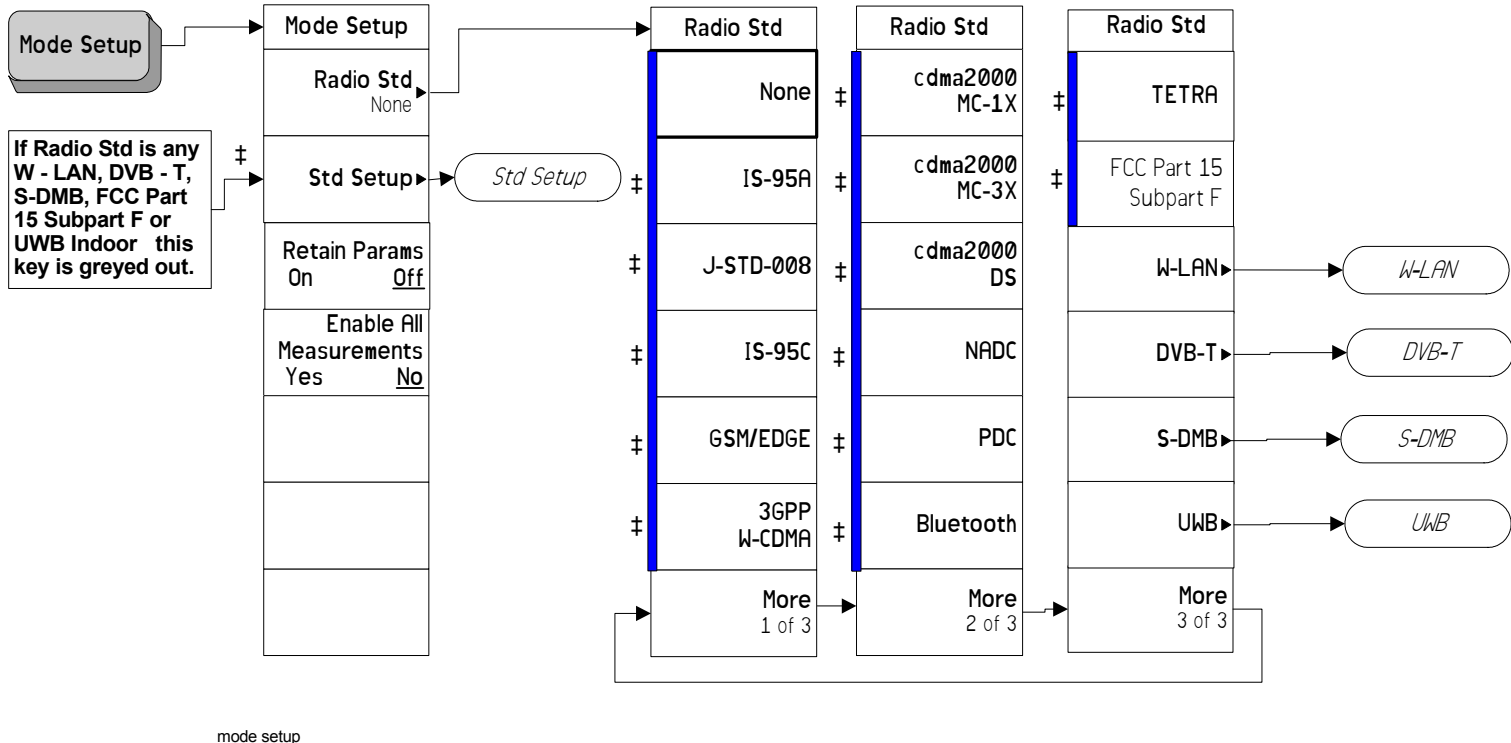 Mode Setup
If Radio Std is any
W - LAN, DVB - T,
S-DMB, FCC Part
15 Subpart F or
UWB Indoor this
key is greyed out.
‡
Mode Setup
Radio Std
None
Std Setup
Retain Params
On Off
Enable All
Measurements
Yes No
Std Setup
Radio Std
None
‡ IS-95A
‡ J-STD-008
‡ IS-95C
‡ GSM/EDGE
‡ 3GPP
W-CDMA
More
1 of 3
Radio Std
‡ cdma2000
MC-1X
‡ cdma2000
MC-3X
‡ cdma2000
DS
‡ NADC
‡ PDC
‡ Bluetooth
More
2 of 3
Radio Std
‡ TETRA
‡ FCC Part 15
Subpart F
W-LAN
DVB-T
S-DMB
UWB
More
3 of 3
W-LAN
DVB-T
S-DMB
UWB
mode setup